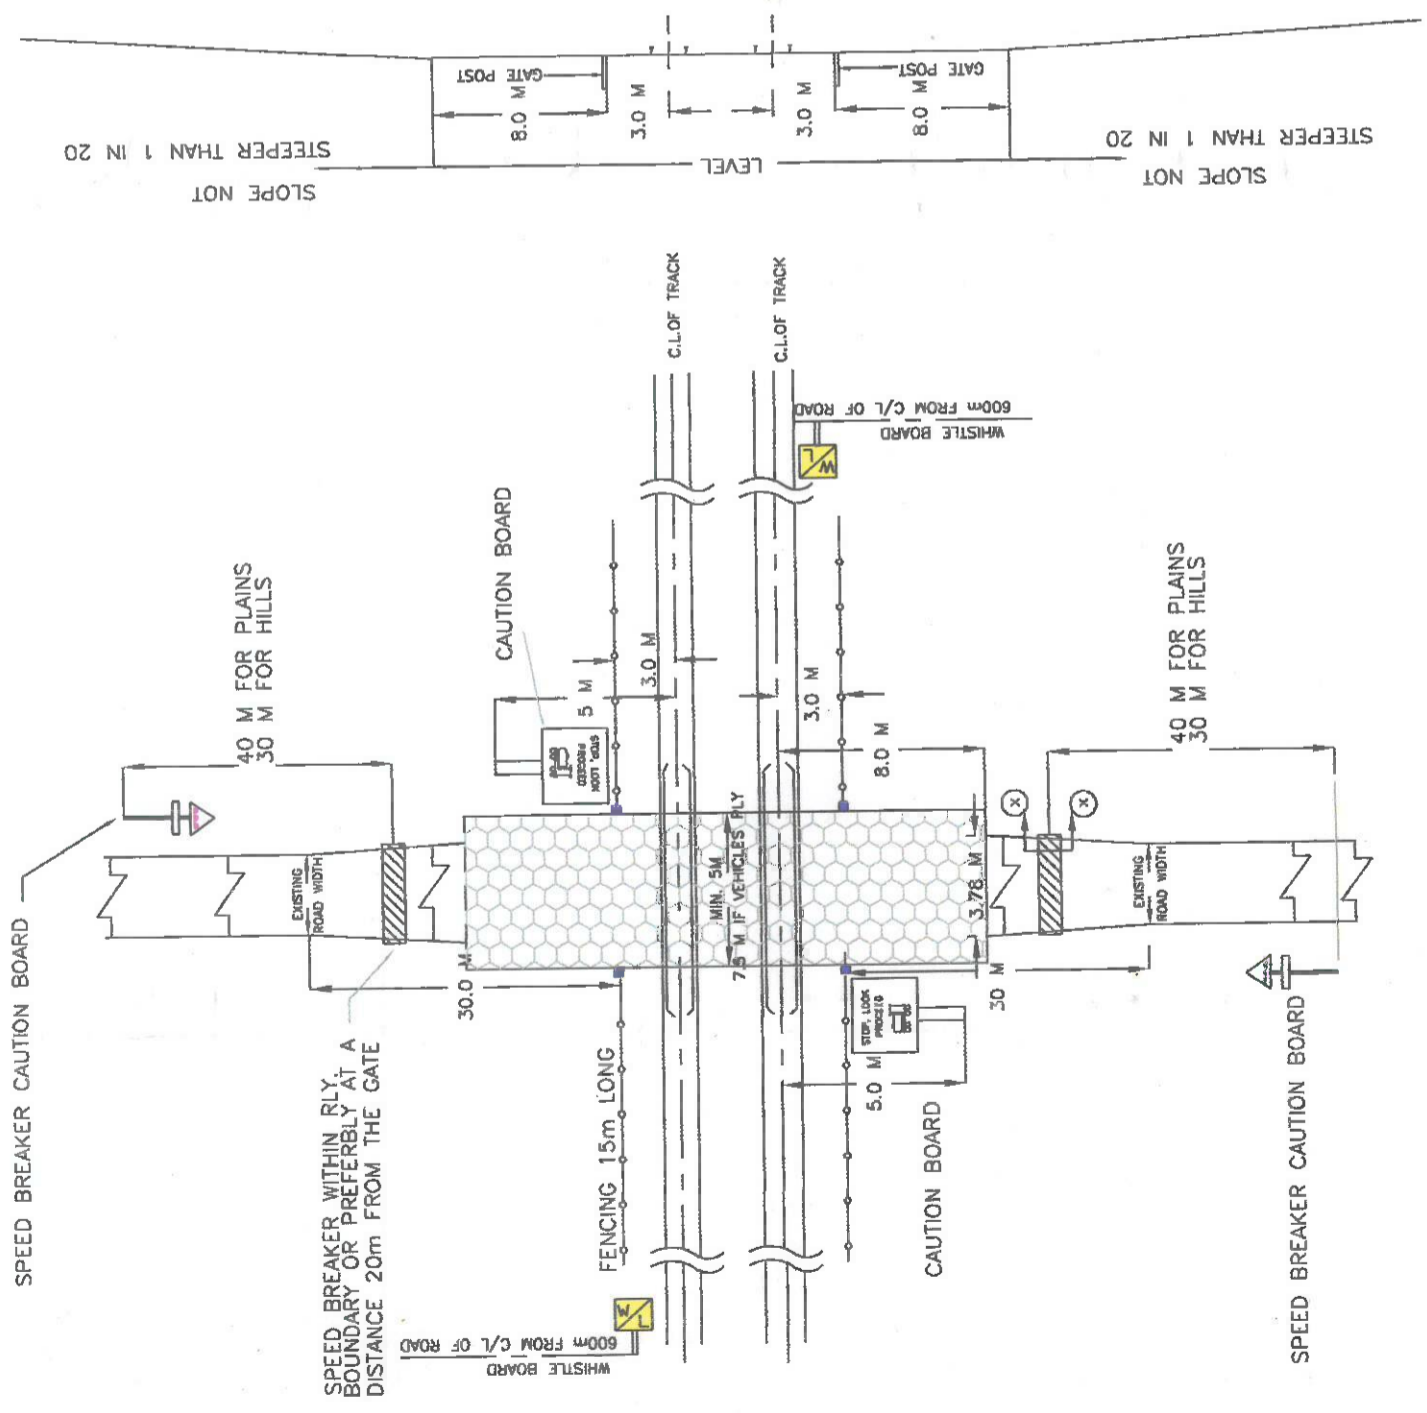 STEEPER THAN 1 IN 20
SLOPE NOT
8.0 M
GATE POST
3.0 M
LEVEL
3.0 M
GATE POST
8.0 M
STEEPER THAN 1 IN 20
SLOPE NOT
C.L.OF TRACK
C.L.OF TRACK
WHISTLE BOARD
600m FROM C/L OF ROAD
W/L
CAUTION BOARD
40 M FOR PLAINS
30 M FOR HILLS
5 M
3.0 M
STOP, LOOK
PROCEED
3.0 M
8.0 M
40 M FOR PLAINS
30 M FOR HILLS
X
X
SPEED BREAKER CAUTION BOARD
EXISTING
ROAD WIDTH
MIN. 5M
7.5 M IF VEHICLES PLY
3.78 M
EXISTING
ROAD WIDTH
30.0 M
30 M
STOP, LOOK
PROCEED
5.0 M
SPEED BREAKER WITHIN RLY.
BOUNDARY OR PREFERBLY AT A
DISTANCE 20m FROM THE GATE
FENCING 15m LONG
CAUTION BOARD
SPEED BREAKER CAUTION BOARD
W/L
WHISTLE BOARD
600m FROM C/L OF ROAD